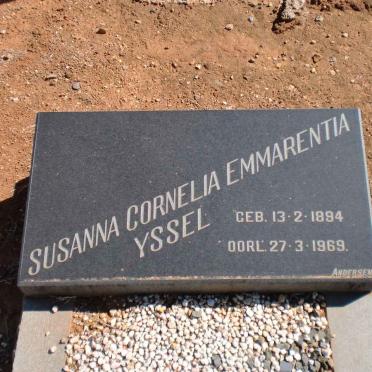 SUSANNA CORNELIA EMMARENTIA
YSSEL
GEB. 13-2-1894
OORL. 27-3-1969.
ANDERSEN